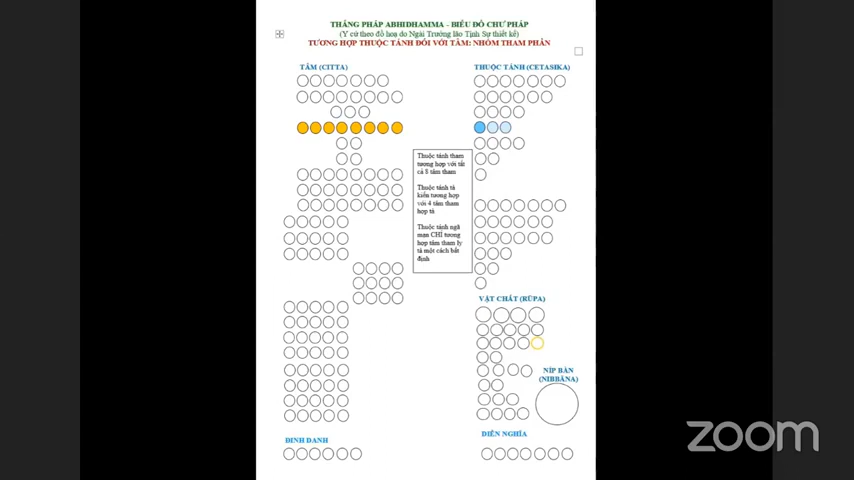 THẮNG PHÁP ABHIDHAMMA - BIỂU ĐỒ CHƯ PHÁP
(Y cứ theo đồ hoạ do Ngài Trưởng lão Tịnh Sự thiết kế)
TƯƠNG HỢP THUỘC TÁNH ĐỐI VỚI TÂM: NHÓM THAM PHẦN
TÂM (CITTA)
THUỘC TÁNH (CETASIKA)
Thuộc tánh tham
tương hợp với tất
cả 8 tâm tham
Thuộc tánh tà
kiến tương hợp
với 4 tâm tham
hợp tà
Thuộc tánh ngã
mạn CHỈ tương
hợp tâm tham ly
tà một cách bất
định
VẬT CHẤT (RŪPA)
NÍP BÀN
(NIBBĀNA)
ĐỊNH DANH
DIỄN NGHĨA
zoom